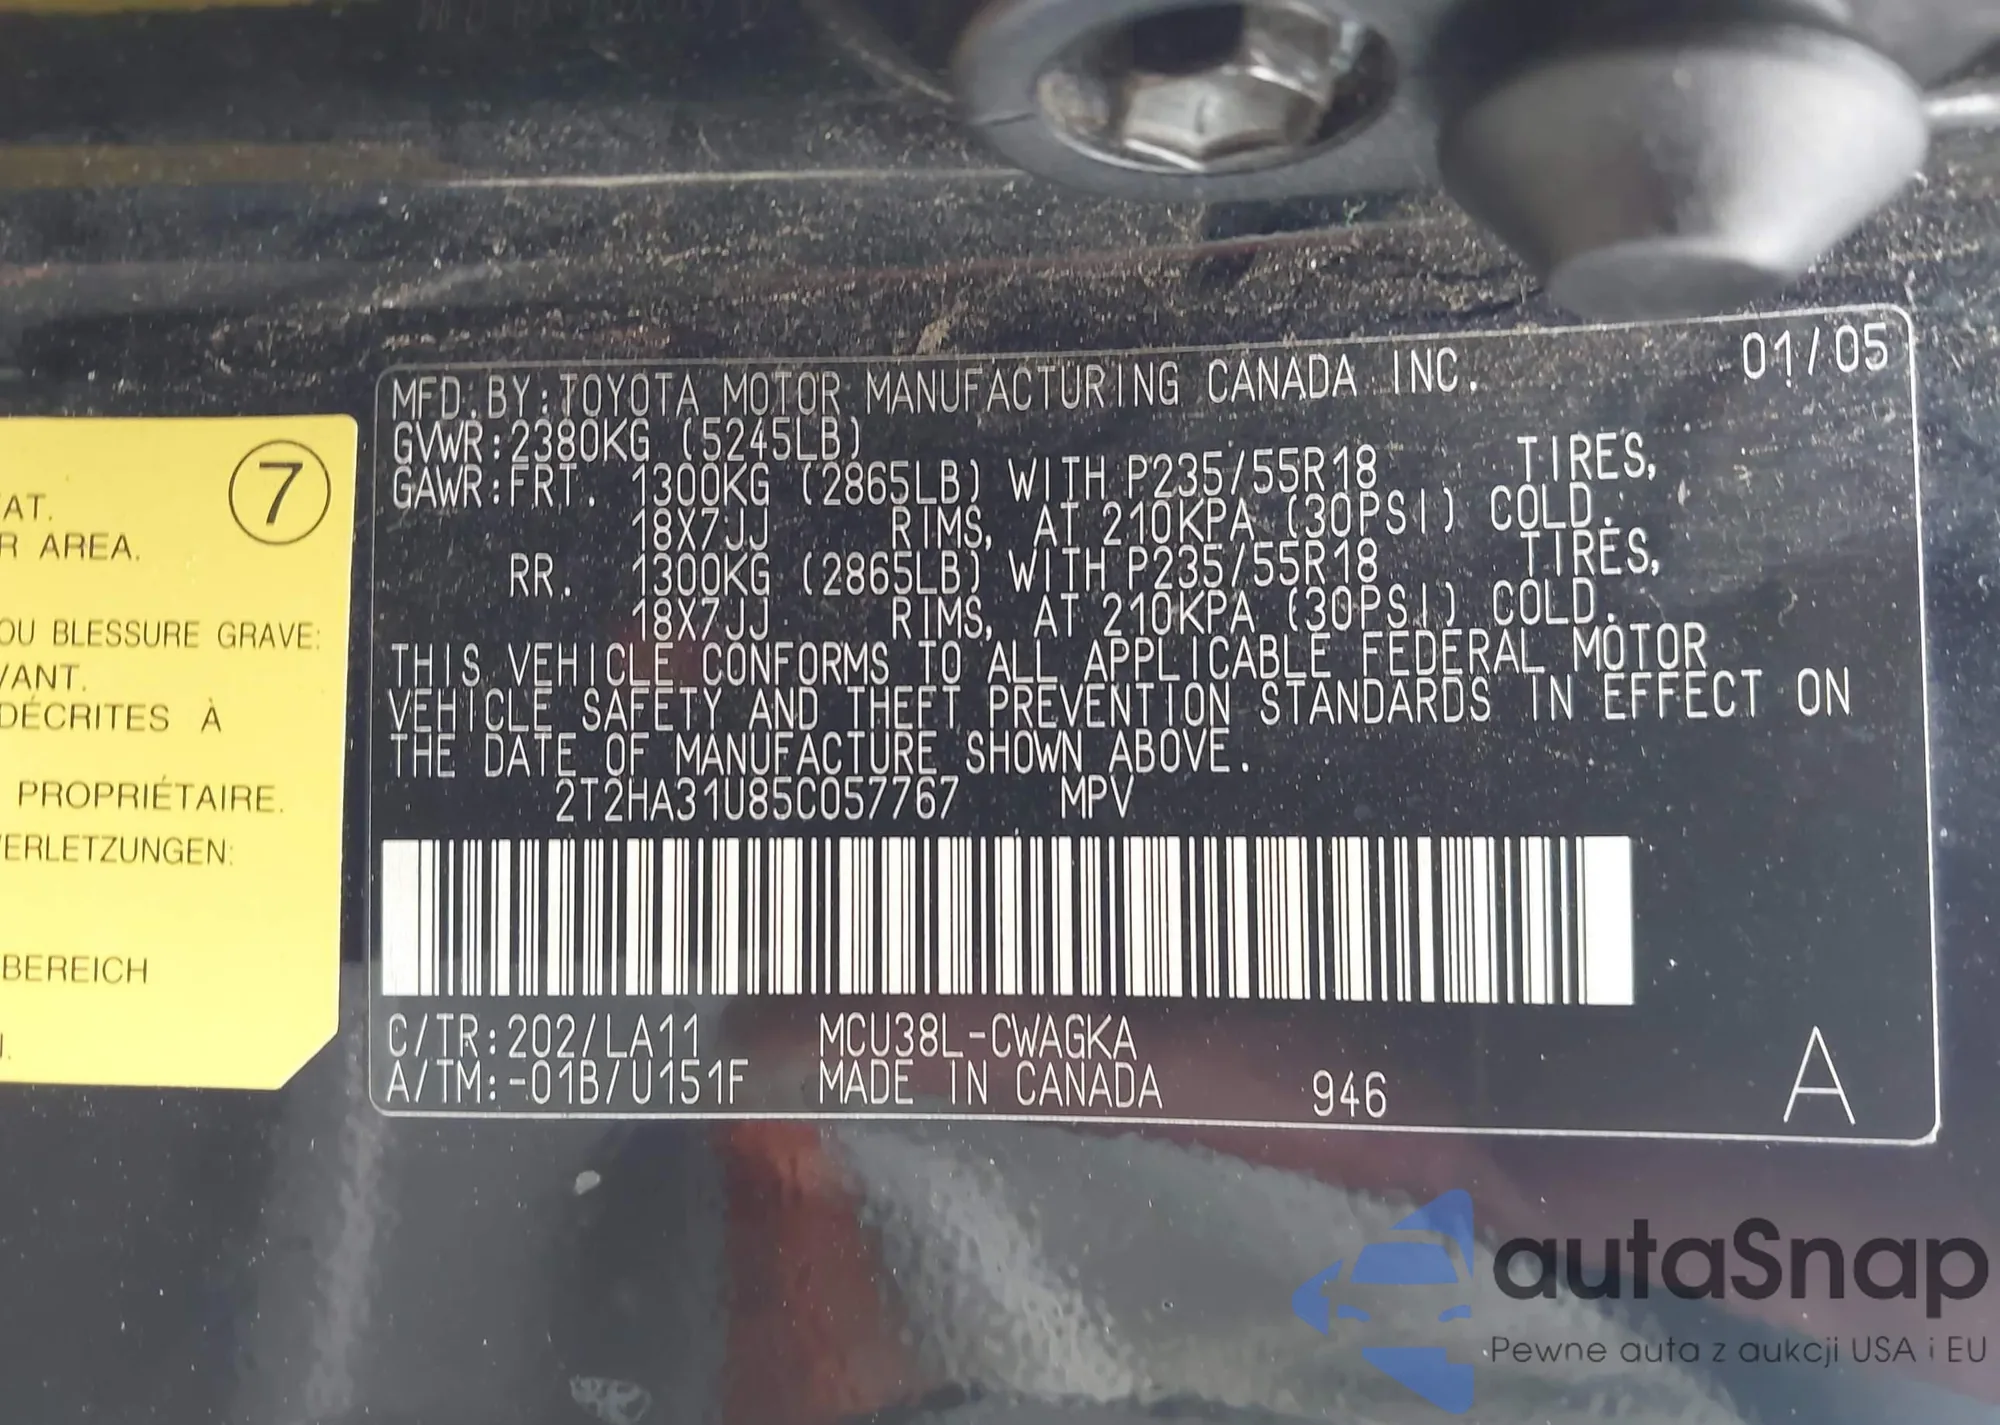 MFD. BY: TOYOTA MOTOR MANUFACTURING CANADA INC. 01/05
GVWR: 2380KG (5245LB)
GAWR: FRT. 1300KG (2865LB) WITH P235/55R18 TIRES,
18X7JJ RIMS, AT 210KPA (30PSI) COLD.
RR. 1300KG (2865LB) WITH P235/55R18 TIRES,
18X7JJ RIMS, AT 210KPA (30PSI) COLD.
THIS VEHICLE CONFORMS TO ALL APPLICABLE FEDERAL MOTOR
VEHICLE SAFETY AND THEFT PREVENTION STANDARDS IN EFFECT ON
THE DATE OF MANUFACTURE SHOWN ABOVE.
2T2HA31U85C057767 MPV
C/TR: 202/LA11 MCU38L-CWAGKA
A/TM: -01B/U151F MADE IN CANADA 946 A
7
AT.
R AREA.
OU BLESSURE GRAVE:
VANT.
DÉCRITES À
PROPRIÉTAIRE.
VERLETZUNGEN:
BEREICH
autaSnap
Pewne auta z aukcji USA i EU